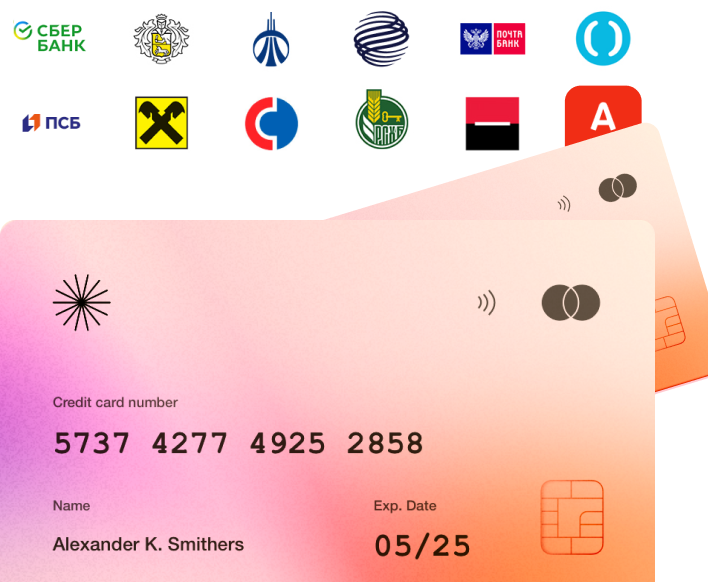 СБЕР
БАНК
ПОЧТА
БАНК
ПСБ
РСХБ
А
Credit card number
5737 4277 4925 2858
Name
Exp. Date
Alexander K. Smithers
05/25